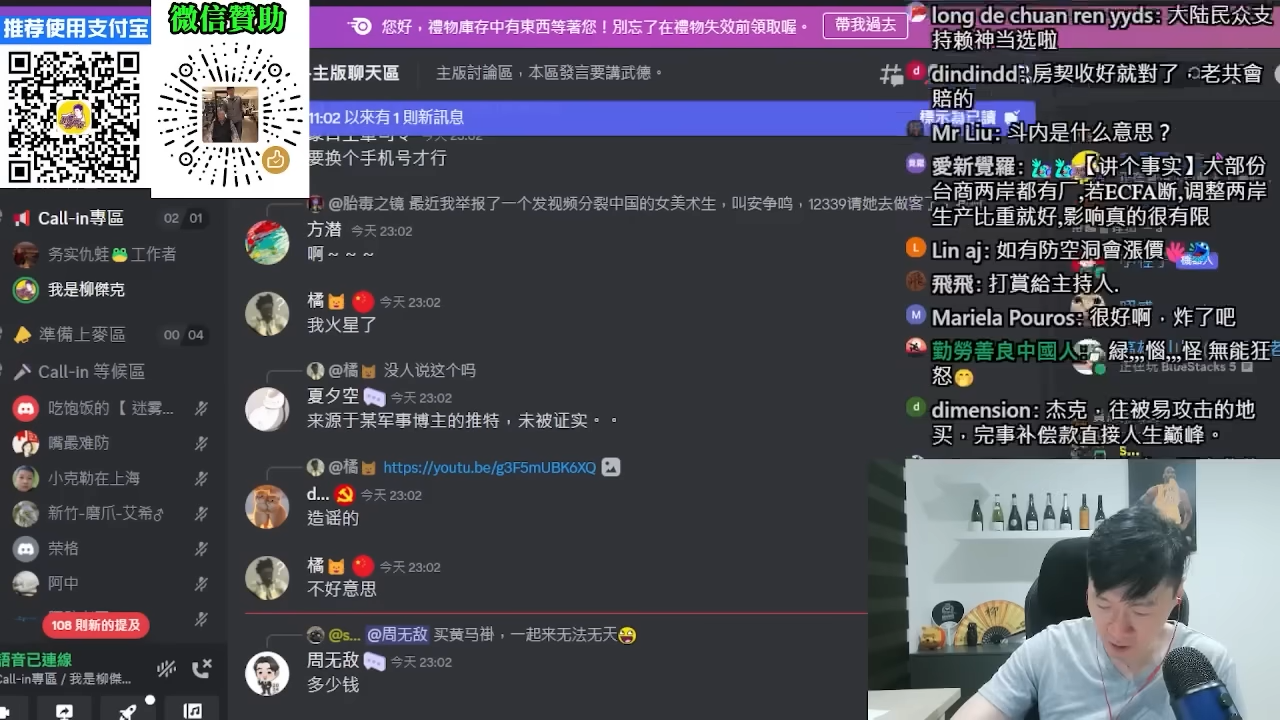 推荐使用支付宝
微信贊助
您好，禮物庫存中有東西等著您！別忘了在禮物失效前領取喔。
帶我過去
主版聊天區
主版討論區，本區發言要講武德。
11:02 以來有 1 則新訊息
標示為已讀
要换个手机号才行
@胎毒之镜 最近我举报了一个发视频分裂中国的女美术生，叫安争鸣，12339请她去做客了
方潜 今天 23:02
啊～～～
橘 今天 23:02
我火星了
@橘 没人说这个吗
夏夕空 今天 23:02
来源于某军事博主的推特，未被证实。。
@橘 https://youtu.be/g3F5mUBK6XQ
d... 今天 23:02
造谣的
橘 今天 23:02
不好意思
@s... @周无敌 买黄马褂，一起来无法无天😜
周无敌 今天 23:02
多少钱
Call-in專區 02 01
务实仇蛙🐸工作者
我是柳傑克
準備上麥區 00 04
Call-in 等候區
吃饱饭的【 迷雾...
嘴最难防
小克勒在上海
新竹-磨爪-艾希♂
荣格
阿中
108 則新的提及
語音已連線
Call-in專區 / 我是柳傑...
long de chuan ren yyds: 大陆民众支
持赖神当选啦
dindindd: 房契收好就對了，老共會
賠的
Mr Liu: 斗内是什么意思？
愛新覺羅: 【讲个事实】大部份
台商两岸都有厂,若ECFA断,调整两岸
生产比重就好,影响真的很有限
Lin aj: 如有防空洞會漲價
飛飛: 打賞給主持人.
Mariela Pouros: 很好啊，炸了吧
勤勞善良中國人: 緑,,,惱,,,怪 無能狂
怒🤭
正在玩 BlueStacks 5
dimension: 杰克，往被易攻击的地
买，完事补偿款直接人生巅峰。
S...